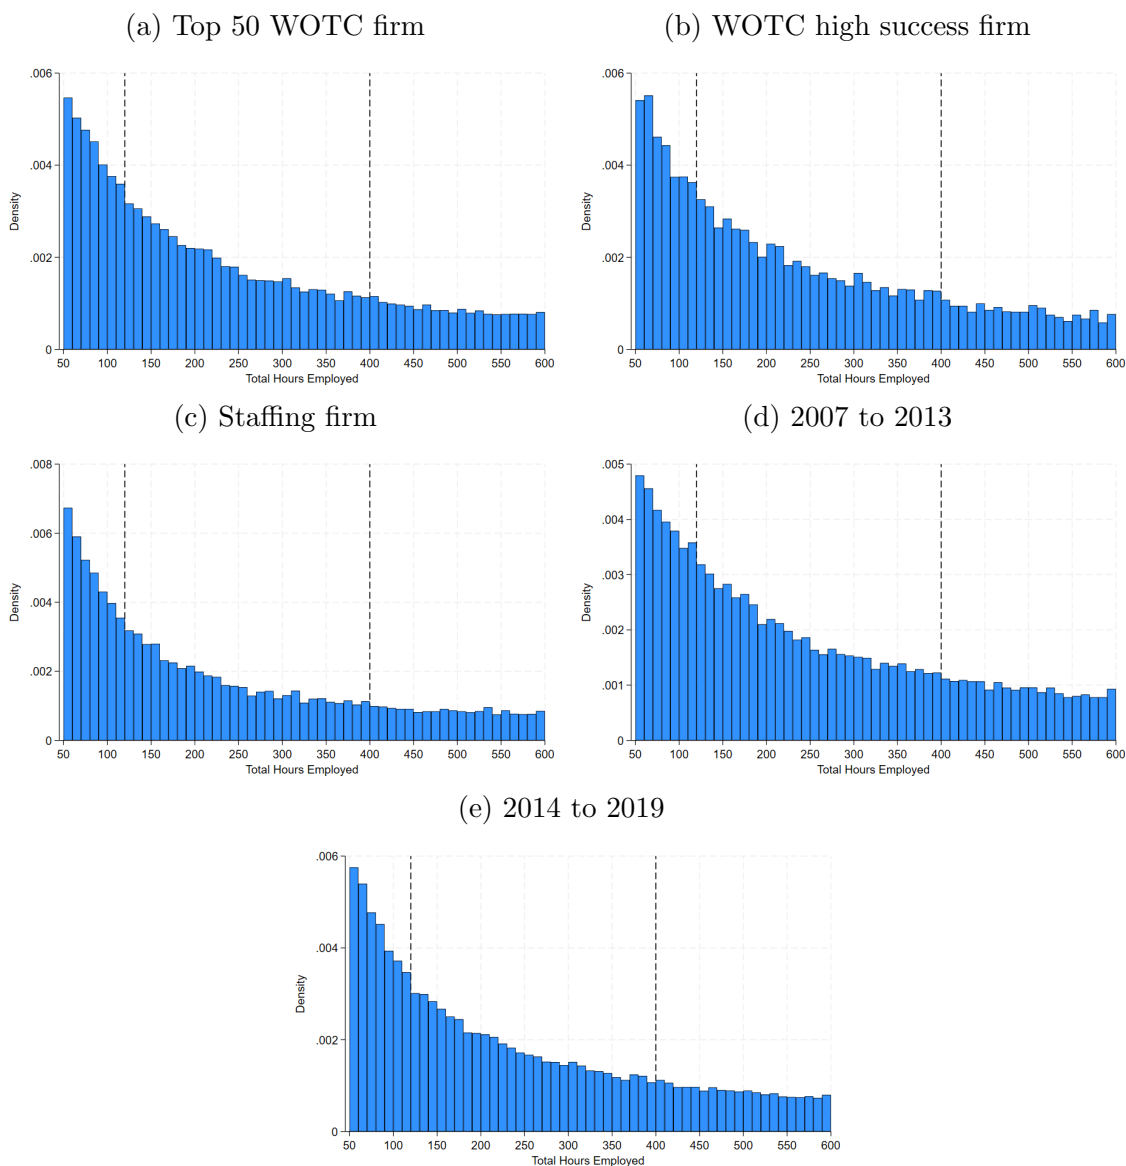 (a) Top 50 WOTC firm
(b) WOTC high success firm
.006
.004
.002
0
Density
50 100 150 200 250 300 350 400 450 500 550 600
Total Hours Employed
.006
.004
.002
0
Density
50 100 150 200 250 300 350 400 450 500 550 600
Total Hours Employed
(c) Staffing firm
(d) 2007 to 2013
.008
.006
.004
.002
0
Density
50 100 150 200 250 300 350 400 450 500 550 600
Total Hours Employed
.005
.003
.002
.001
0
Density
50 100 150 200 250 300 350 400 450 500 550 600
Total Hours Employed
(e) 2014 to 2019
.006
.004
.002
0
Density
50 100 150 200 250 300 350 400 450 500 550 600
Total Hours Employed